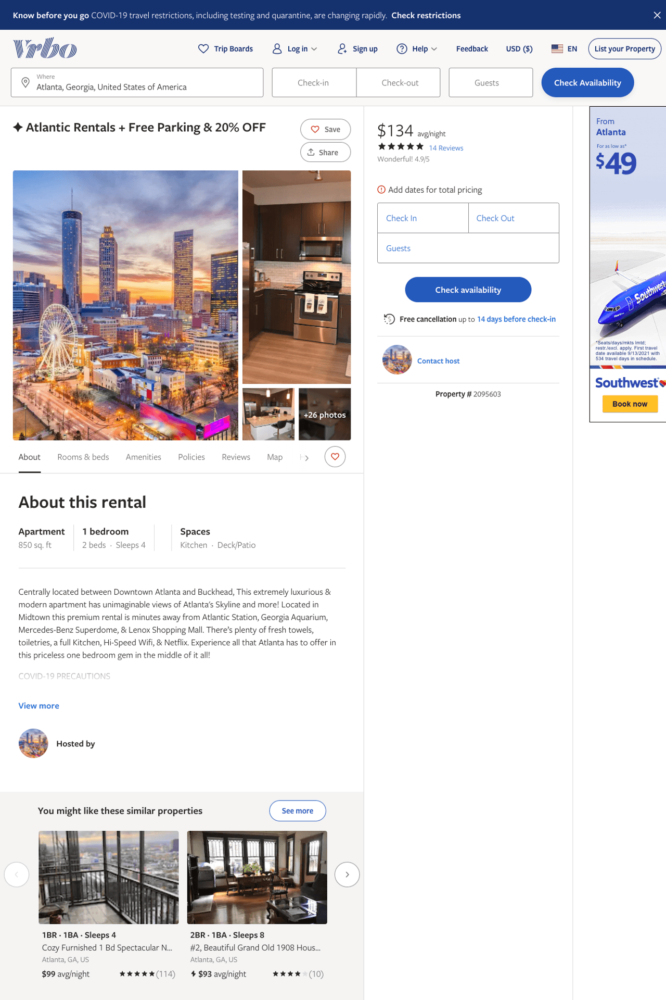 Know before you go COVID-19 travel restrictions, including testing and quarantine, are changing rapidly. Check restrictions
Vrbo
Trip Boards
Log in
Sign up
Help
Feedback
USD ($)
EN
List your Property
Where
Atlanta, Georgia, United States of America
Check-in
Check-out
Guests
Check Availability
✦ Atlantic Rentals + Free Parking & 20% OFF
Save
Share
+26 photos
$134 avg/night
14 Reviews
Wonderful! 4.9/5
Add dates for total pricing
Check In
Check Out
Guests
Check availability
Free cancellation up to 14 days before check-in
Contact host
Property # 2095603
From
Atlanta
For as low as*
$49
Southwest
*Seats/days/mkts lmtd;
restr./excl. apply. First travel
date available 9/13/2021 with
534 travel days in schedule.
Southwest
Book now
About
Rooms & beds
Amenities
Policies
Reviews
Map
About this rental
Apartment
850 sq. ft
1 bedroom
2 beds · Sleeps 4
Spaces
Kitchen · Deck/Patio
Centrally located between Downtown Atlanta and Buckhead, This extremely luxurious &
modern apartment has unimaginable views of Atlanta's Skyline and more! Located in
Midtown this premium rental is minutes away from Atlantic Station, Georgia Aquarium,
Mercedes-Benz Superdome, & Lenox Shopping Mall. There's plenty of fresh towels,
toiletries, a full Kitchen, Hi-Speed Wifi, & Netflix. Experience all that Atlanta has to offer in
this priceless one bedroom gem in the middle of it all!
COVID-19 PRECAUTIONS
View more
Hosted by
You might like these similar properties
See more
1BR · 1BA · Sleeps 4
Cozy Furnished 1 Bd Spectacular N...
Atlanta, GA, US
$99 avg/night
(114)
2BR · 1BA · Sleeps 8
#2, Beautiful Grand Old 1908 Hous...
Atlanta, GA, US
$93 avg/night
(10)